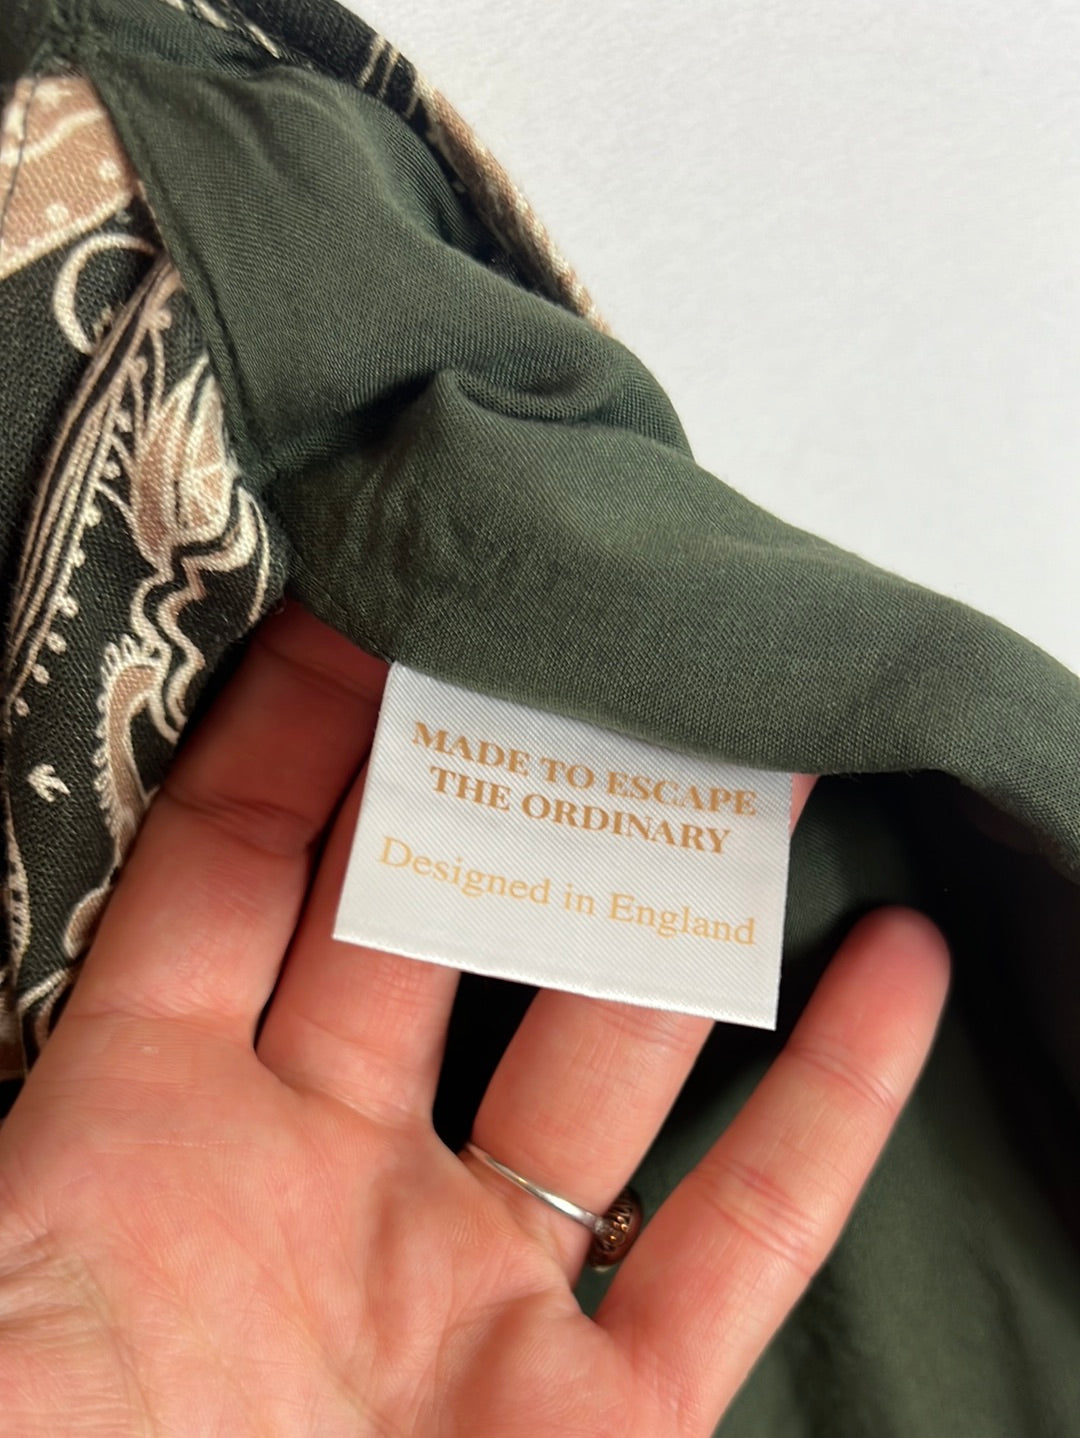 MADE TO ESCAPE
THE ORDINARY
Designed in England